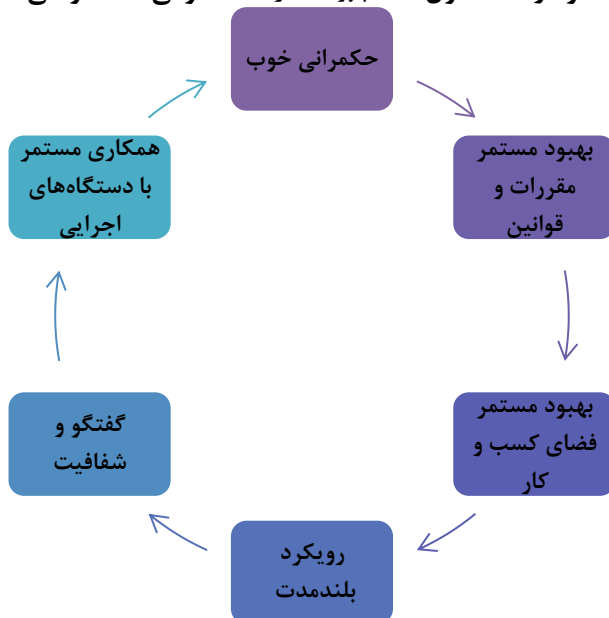 حکمرانی خوب
بهبود مستمر
مقررات و
قوانین
بهبود مستمر
فضای کسب و
کار
رویکرد
بلندمدت
گفتگو و
شفافیت
همکاری مستمر
با دستگاه‌های
اجرایی